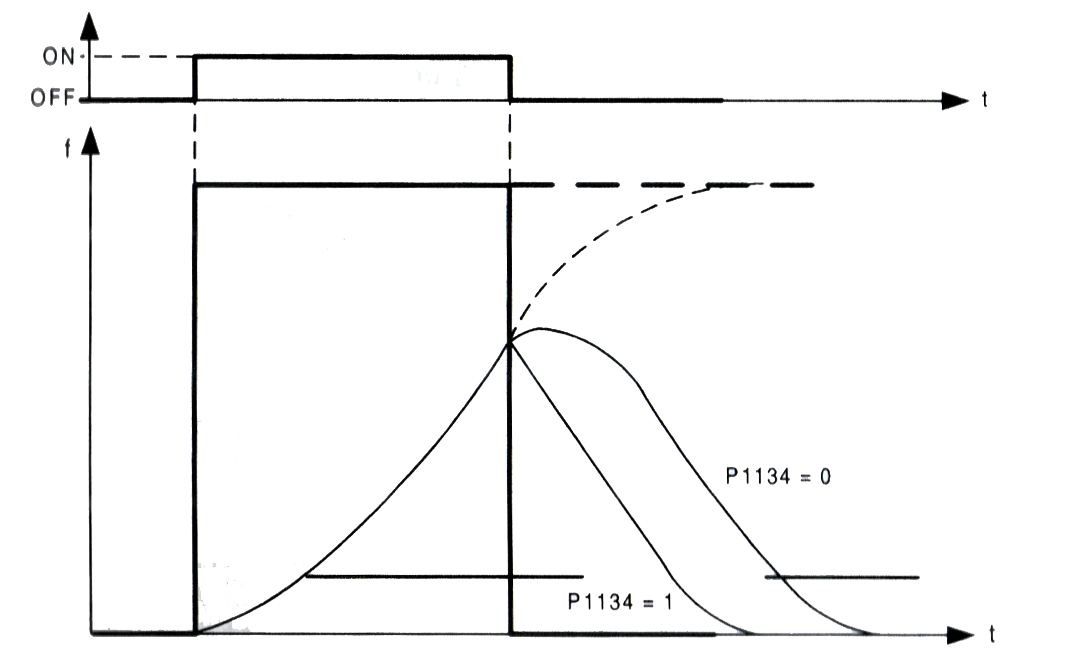 ON
OFF
t
f
P1134 = 0
P1134 = 1
t